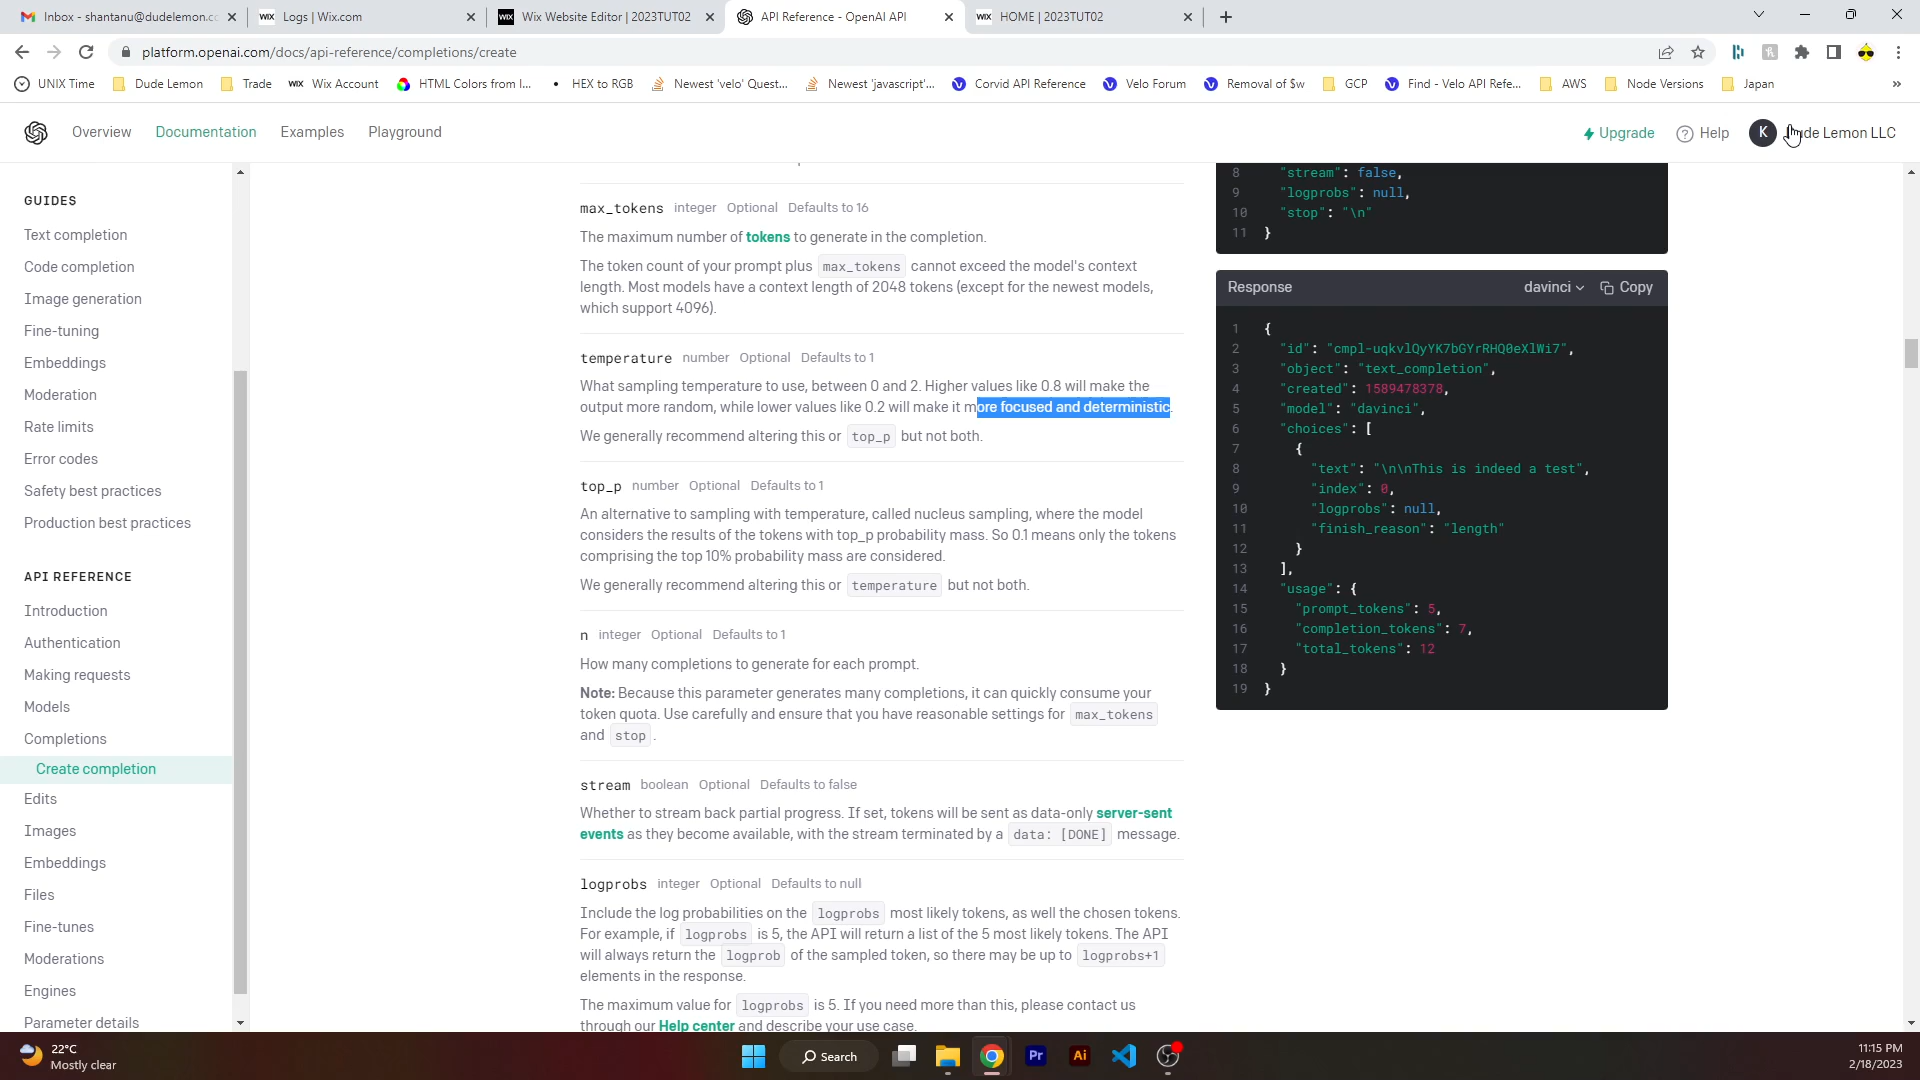 Inbox - shantanu@dudelemon.cc
Logs | Wix.com
Wix Website Editor | 2023TUT02
API Reference - OpenAI API
HOME | 2023TUT02
platform.openai.com/docs/api-reference/completions/create
UNIX Time
Dude Lemon
Trade
WIX Wix Account
HTML Colors from I...
HEX to RGB
Newest 'velo' Quest...
Newest 'javascript'...
Corvid API Reference
Velo Forum
Removal of $w
GCP
Find - Velo API Refe...
AWS
Node Versions
Japan
Overview Documentation Examples Playground
Upgrade Help K Dude Lemon LLC
GUIDES
Text completion
Code completion
Image generation
Fine-tuning
Embeddings
Moderation
Rate limits
Error codes
Safety best practices
Production best practices
API REFERENCE
Introduction
Authentication
Making requests
Models
Completions
Create completion
Edits
Images
Embeddings
Files
Fine-tunes
Moderations
Engines
Parameter details
max_tokens integer Optional Defaults to 16
The maximum number of tokens to generate in the completion.
The token count of your prompt plus max_tokens cannot exceed the model's context
length. Most models have a context length of 2048 tokens (except for the newest models,
which support 4096).
temperature number Optional Defaults to 1
What sampling temperature to use, between 0 and 2. Higher values like 0.8 will make the
output more random, while lower values like 0.2 will make it more focused and deterministic.
We generally recommend altering this or top_p but not both.
top_p number Optional Defaults to 1
An alternative to sampling with temperature, called nucleus sampling, where the model
considers the results of the tokens with top_p probability mass. So 0.1 means only the tokens
comprising the top 10% probability mass are considered.
We generally recommend altering this or temperature but not both.
n integer Optional Defaults to 1
How many completions to generate for each prompt.
Note: Because this parameter generates many completions, it can quickly consume your
token quota. Use carefully and ensure that you have reasonable settings for max_tokens
and stop.
stream boolean Optional Defaults to false
Whether to stream back partial progress. If set, tokens will be sent as data-only server-sent
events as they become available, with the stream terminated by a data: [DONE] message.
logprobs integer Optional Defaults to null
Include the log probabilities on the logprobs most likely tokens, as well the chosen tokens.
For example, if logprobs is 5, the API will return a list of the 5 most likely tokens. The API
will always return the logprob of the sampled token, so there may be up to logprobs+1
elements in the response.
The maximum value for logprobs is 5. If you need more than this, please contact us
through our Help center and describe your use case.
8 "stream": false,
9 "logprobs": null,
10 "stop": "\n"
11 }
Response davinci Copy
1 {
2 "id": "cmpl-uqkvlQyYK7bGYrRHQ0eXlWi7",
3 "object": "text_completion",
4 "created": 1589478378,
5 "model": "davinci",
6 "choices": [
7 {
8 "text": "\n\nThis is indeed a test",
9 "index": 0,
10 "logprobs": null,
11 "finish_reason": "length"
12 }
13 ],
14 "usage": {
15 "prompt_tokens": 5,
16 "completion_tokens": 7,
17 "total_tokens": 12
18 }
19 }
22°C
Mostly clear
Search
Pr
Ai
11:15 PM
2/18/2023